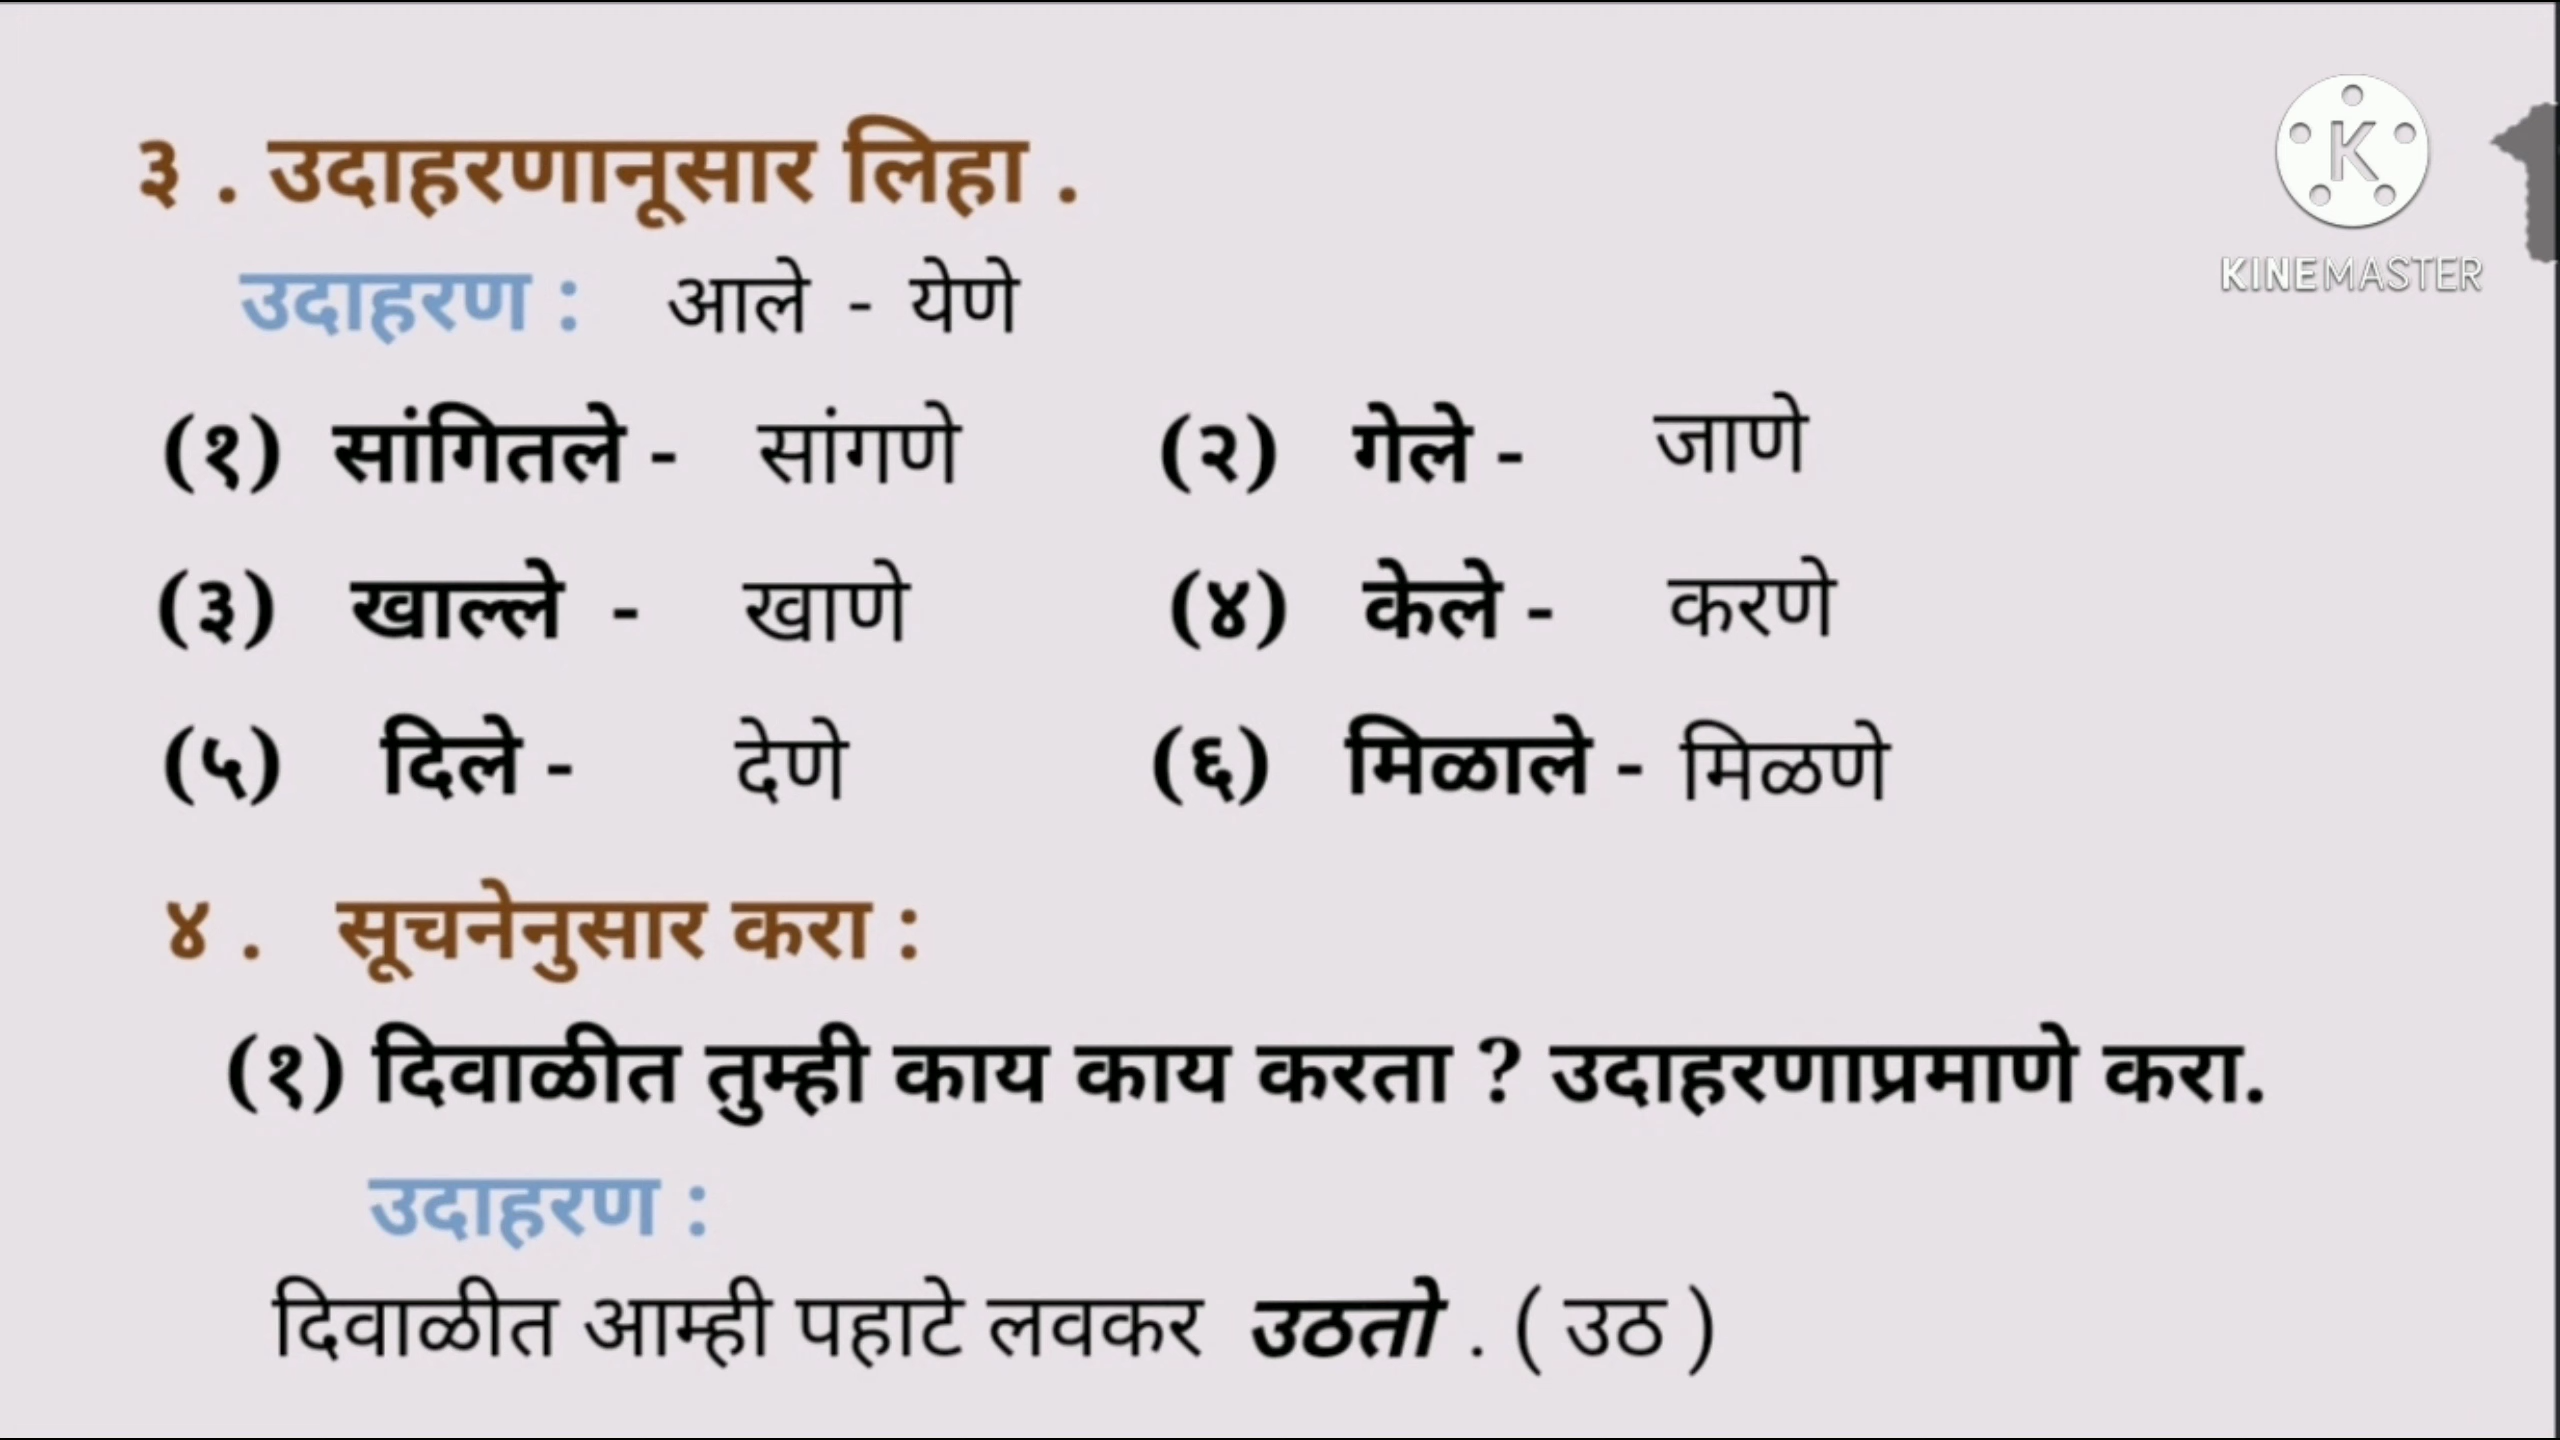 ३ . उदाहरणानूसार लिहा .
उदाहरण : आले - येणे
(१) सांगितले - सांगणे (२) गेले - जाणे
(३) खाल्ले - खाणे (४) केले - करणे
(५) दिले - देणे (६) मिळाले - मिळणे
४ . सूचनेनुसार करा :
(१) दिवाळीत तुम्ही काय काय करता ? उदाहरणाप्रमाणे करा.
उदाहरण :
दिवाळीत आम्ही पहाटे लवकर उठतो . ( उठ )
K
KINEMASTER